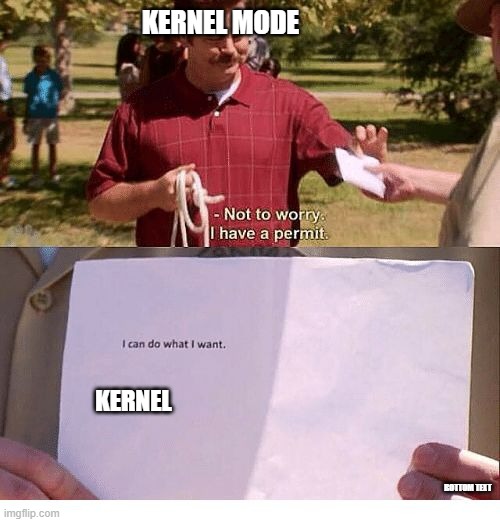 KERNEL MODE
- Not to worry.
I have a permit.
I can do what I want.
KERNEL
BOTTOM TEXT
imgflip.com